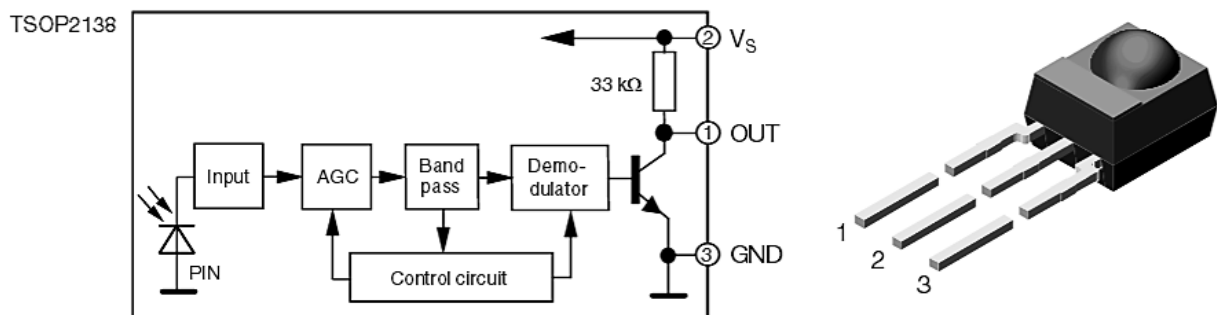 TSOP2138
2 V_S
33 kΩ
1 OUT
Input
AGC
Band
pass
Demo-
dulator
3 GND
PIN
Control circuit
1
2
3